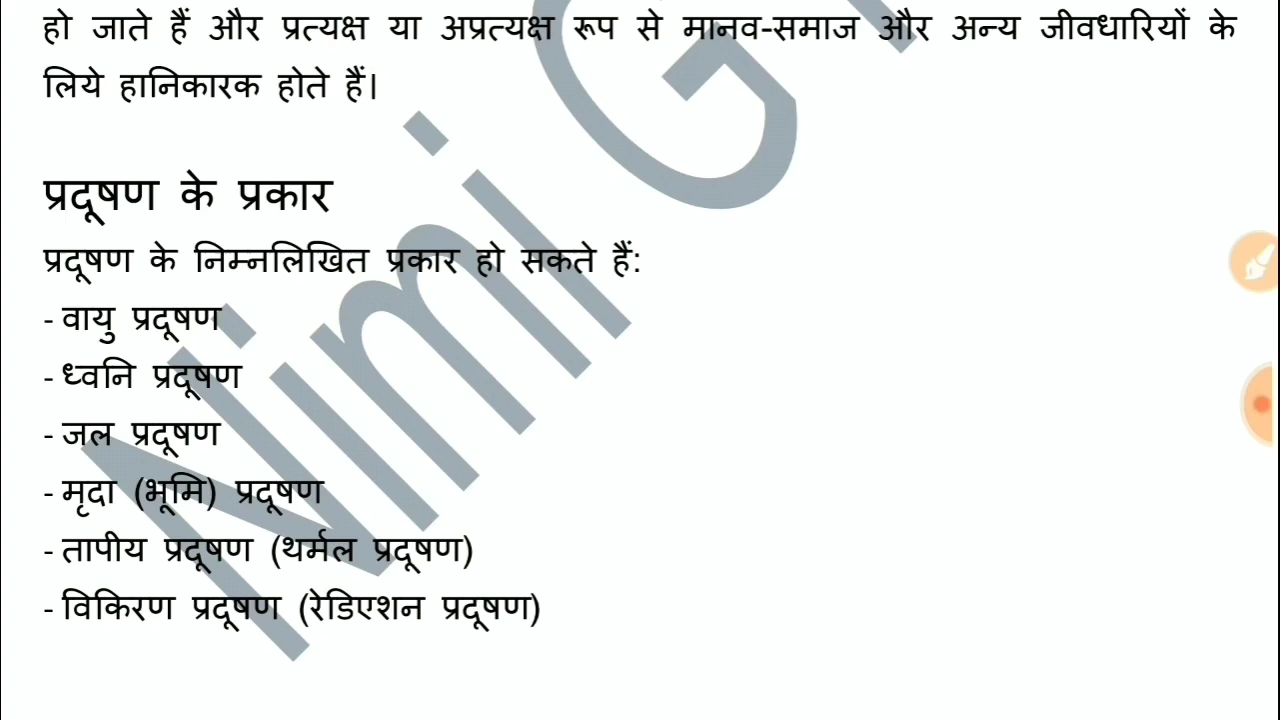 हो जाते हैं और प्रत्यक्ष या अप्रत्यक्ष रूप से मानव-समाज और अन्य जीवधारियों के
लिये हानिकारक होते हैं।
प्रदूषण के प्रकार
प्रदूषण के निम्नलिखित प्रकार हो सकते हैं:
- वायु प्रदूषण
- ध्वनि प्रदूषण
- जल प्रदूषण
- मृदा (भूमि) प्रदूषण
- तापीय प्रदूषण (थर्मल प्रदूषण)
- विकिरण प्रदूषण (रेडिएशन प्रदूषण)
Nimi G